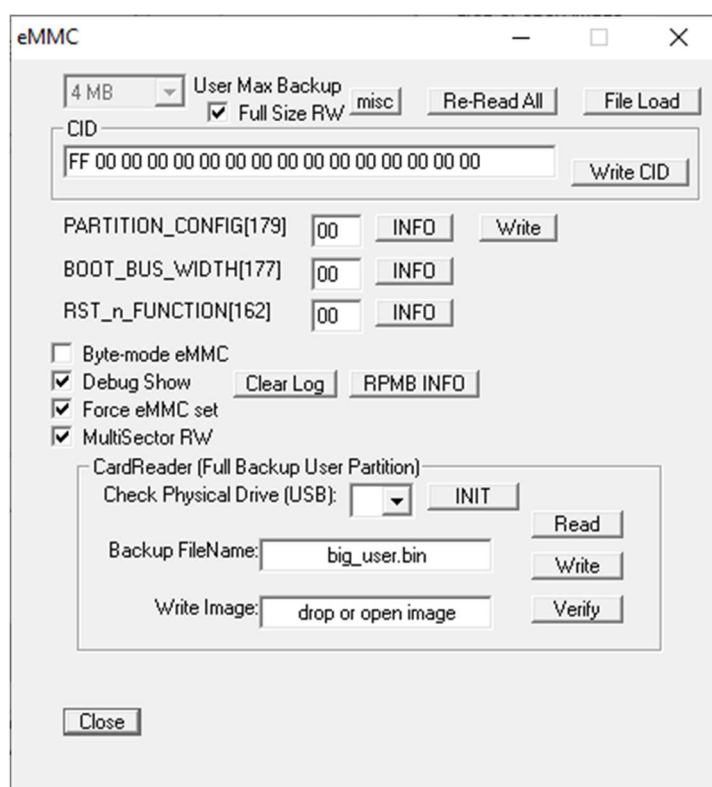 eMMC
4 MB
User Max Backup
Full Size RW
misc
Re-Read All
File Load
CID
FF 00 00 00 00 00 00 00 00 00 00 00 00 00 00 00
Write CID
PARTITION_CONFIG[179] 00 INFO Write
BOOT_BUS_WIDTH[177] 00 INFO
RST_n_FUNCTION[162] 00 INFO
Byte-mode eMMC
Debug Show Clear Log RPMB INFO
Force eMMC set
MultiSector RW
CardReader (Full Backup User Partition)
Check Physical Drive (USB): INIT
Read
Backup FileName: big_user.bin
Write
Write Image: drop or open image Verify
Close